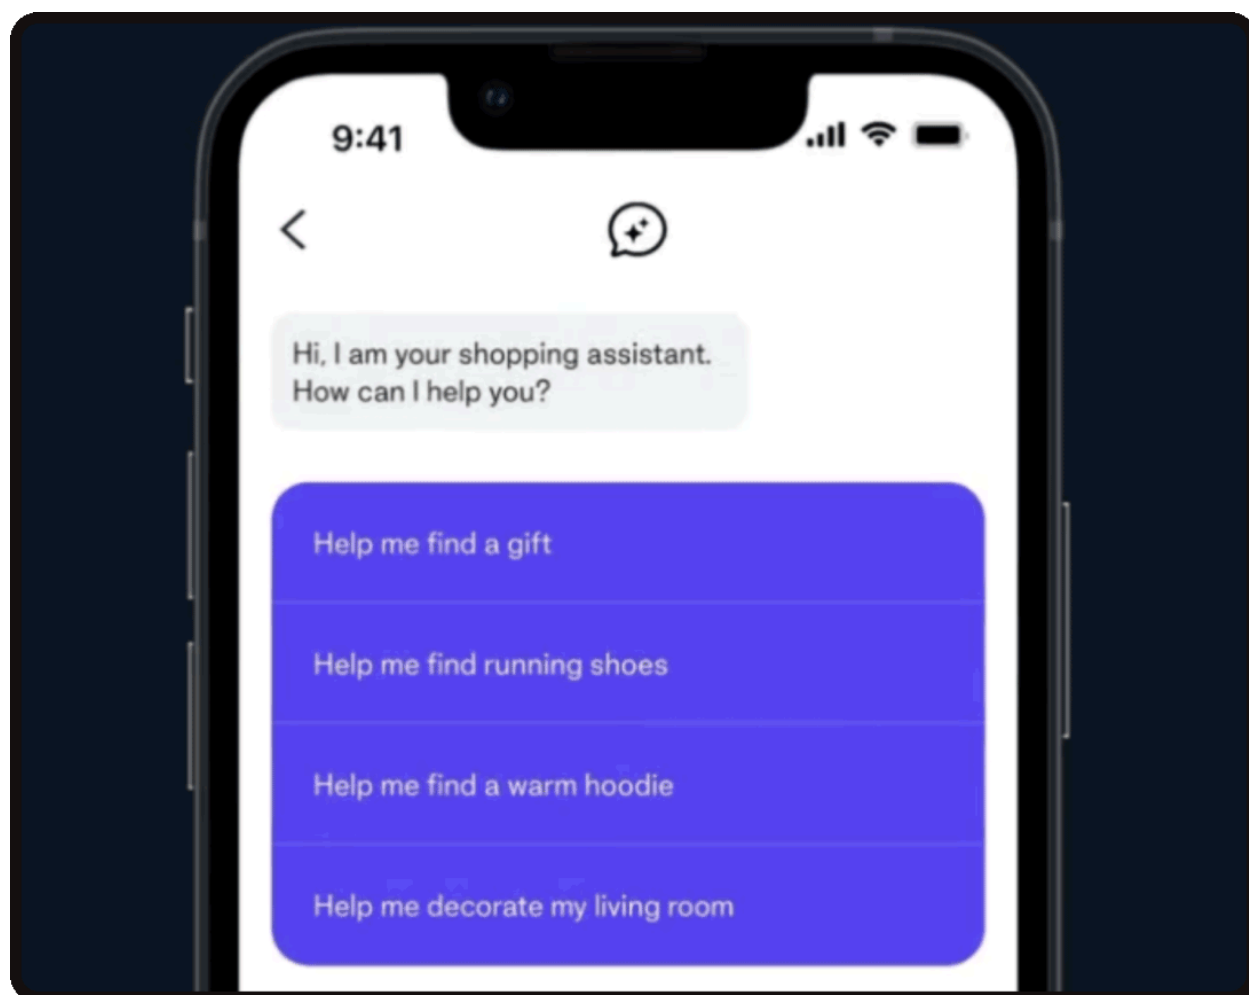 9:41
Hi, I am your shopping assistant.
How can I help you?
Help me find a gift
Help me find running shoes
Help me find a warm hoodie
Help me decorate my living room